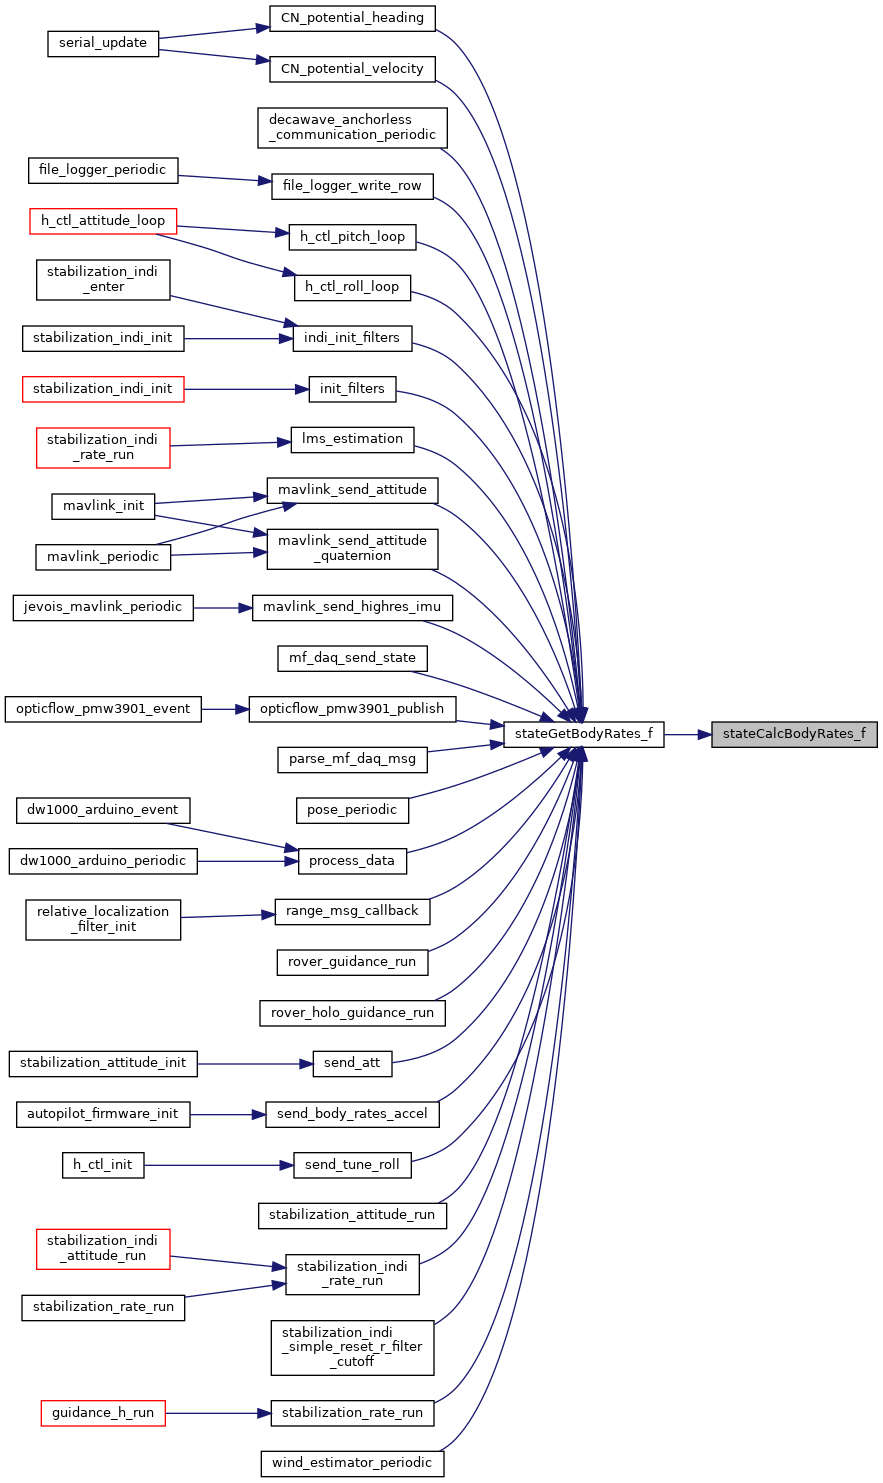 CN_potential_heading
serial_update
CN_potential_velocity
decawave_anchorless
_communication_periodic
file_logger_periodic
file_logger_write_row
h_ctl_attitude_loop
h_ctl_pitch_loop
stabilization_indi
_enter
h_ctl_roll_loop
stabilization_indi_init
indi_init_filters
stabilization_indi_init
init_filters
stabilization_indi
_rate_run
lms_estimation
mavlink_send_attitude
mavlink_init
mavlink_send_attitude
_quaternion
mavlink_periodic
jevois_mavlink_periodic
mavlink_send_highres_imu
mf_daq_send_state
opticflow_pmw3901_event
opticflow_pmw3901_publish
stateGetBodyRates_f
stateCalcBodyRates_f
parse_mf_daq_msg
pose_periodic
dw1000_arduino_event
dw1000_arduino_periodic
process_data
relative_localization
_filter_init
range_msg_callback
rover_guidance_run
rover_holo_guidance_run
stabilization_attitude_init
send_att
autopilot_firmware_init
send_body_rates_accel
h_ctl_init
send_tune_roll
stabilization_attitude_run
stabilization_indi
_attitude_run
stabilization_indi
_rate_run
stabilization_rate_run
stabilization_indi
_simple_reset_r_filter
_cutoff
guidance_h_run
stabilization_rate_run
wind_estimator_periodic